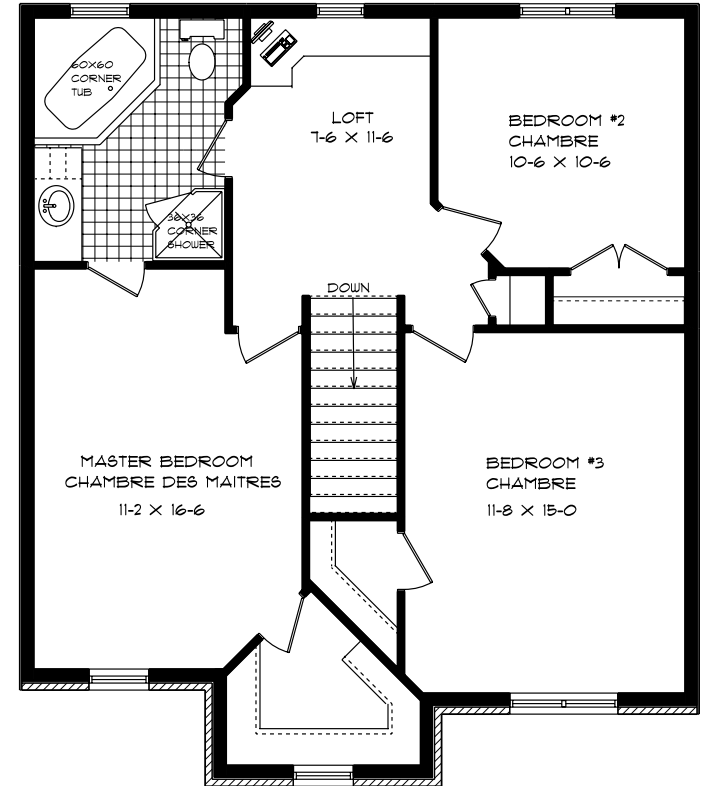 60X60
CORNER
TUB
LOFT
7-6 X 11-6
BEDROOM #2
CHAMBRE
10-6 X 10-6
36X36
CORNER
SHOWER
DOWN
MASTER BEDROOM
CHAMBRE DES MAITRES
11-2 X 16-6
BEDROOM #3
CHAMBRE
11-8 X 15-0